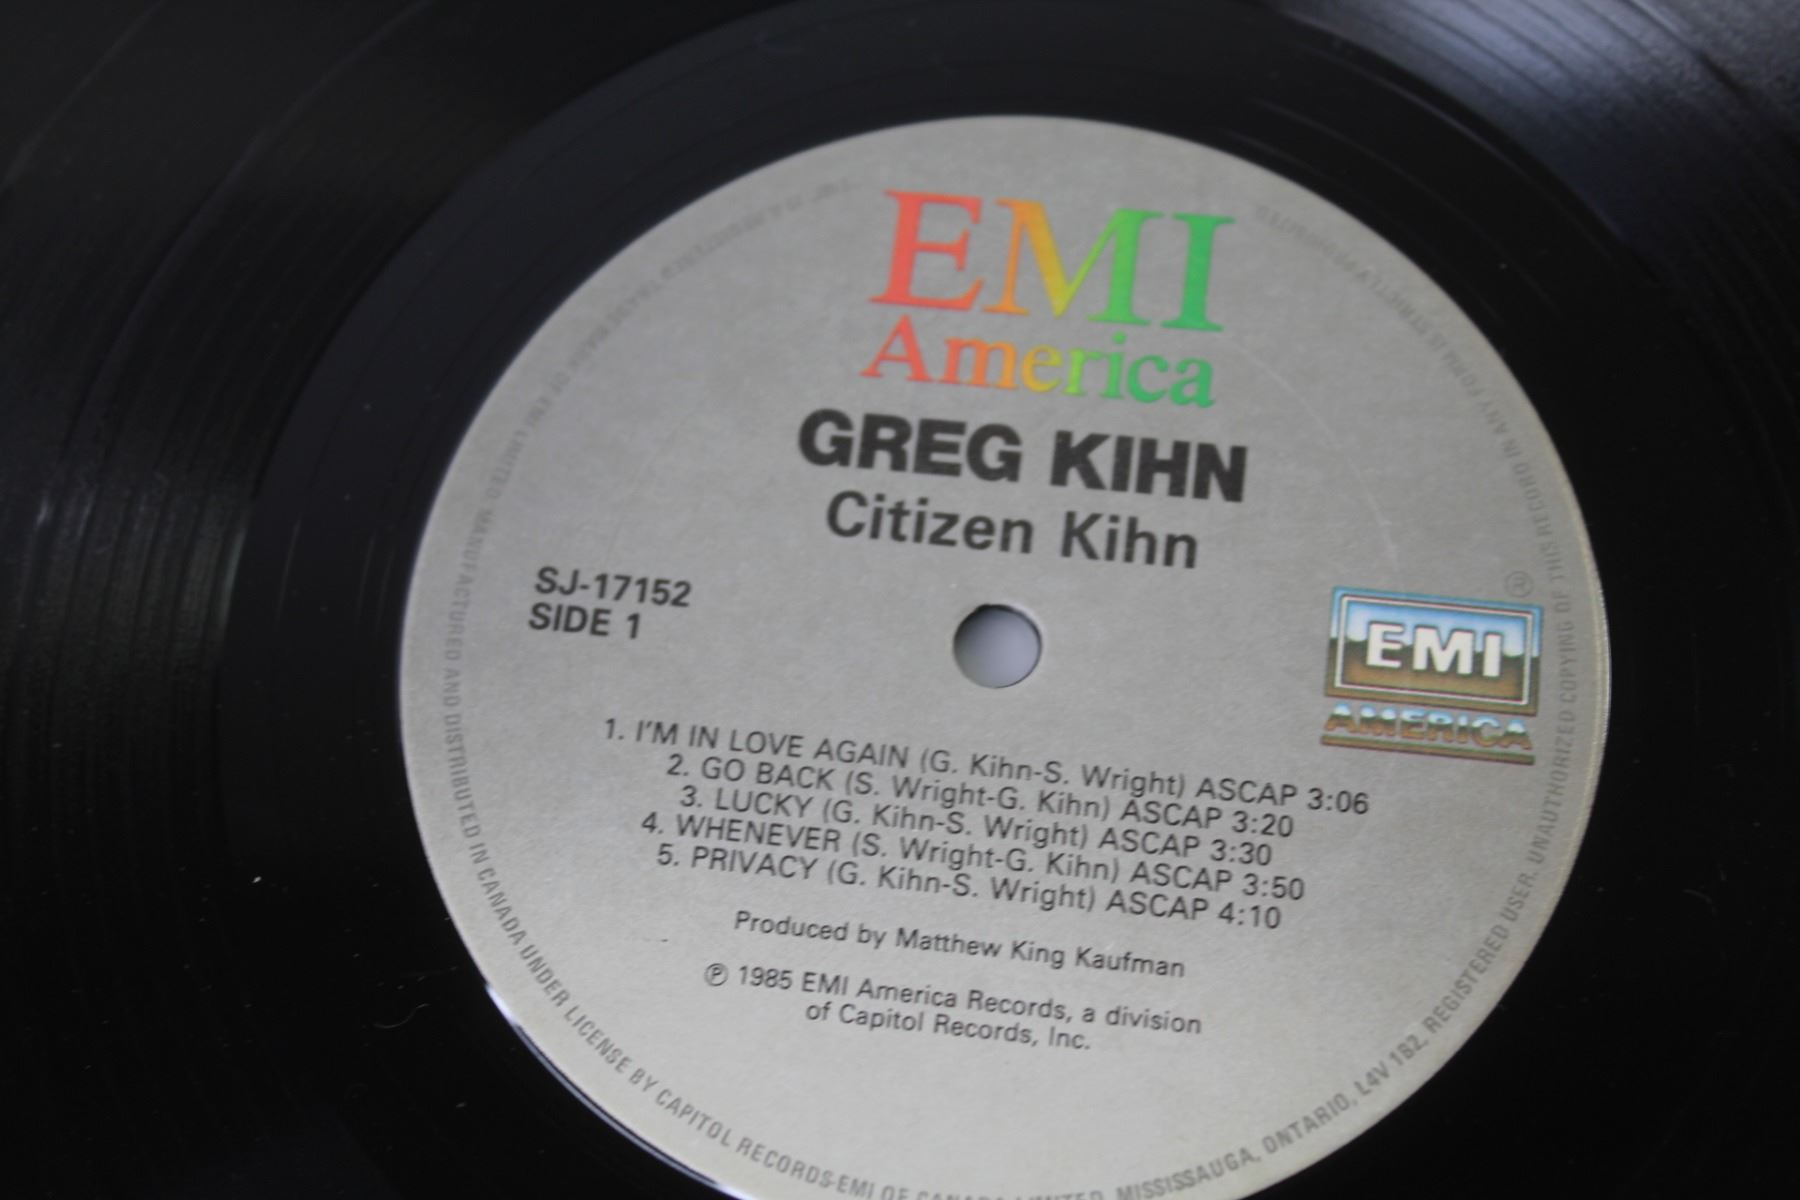 EMI
America
GREG KIHN
Citizen Kihn
SJ-17152
SIDE 1
EMI
AMERICA
1. I'M IN LOVE AGAIN (G. Kihn-S. Wright) ASCAP 3:06
2. GO BACK (S. Wright-G. Kihn) ASCAP 3:20
3. LUCKY (G. Kihn-S. Wright) ASCAP 3:30
4. WHENEVER (S. Wright-G. Kihn) ASCAP 3:50
5. PRIVACY (G. Kihn-S. Wright) ASCAP 4:10
Produced by Matthew King Kaufman
℗ 1985 EMI America Records, a division
of Capitol Records, Inc.
OF EMI LIMITED MANUFACTURED AND DISTRIBUTED IN CANADA UNDER LICENSE BY CAPITOL RECORDS-EMI OF CANADA LIMITED, MISSISSAUGA, ONTARIO, L4V 1B2, REGISTERED USER. UNAUTHORIZED COPYING OF THIS RECORD IN ANY FORM IS STRICTLY PROHIBITED